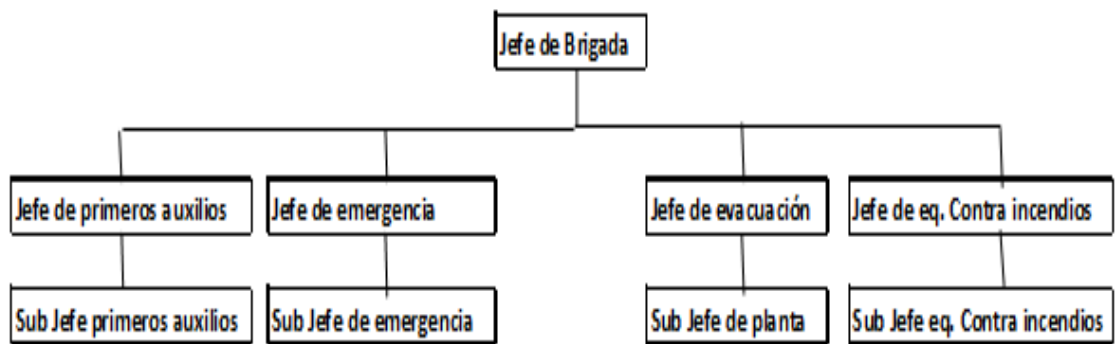 Jefe de Brigada
Jefe de primeros auxilios
Jefe de emergencia
Jefe de evacuación
Jefe de eq. Contra incendios
Sub Jefe primeros auxilios
Sub Jefe de emergencia
Sub Jefe de planta
Sub Jefe eq. Contra incendios